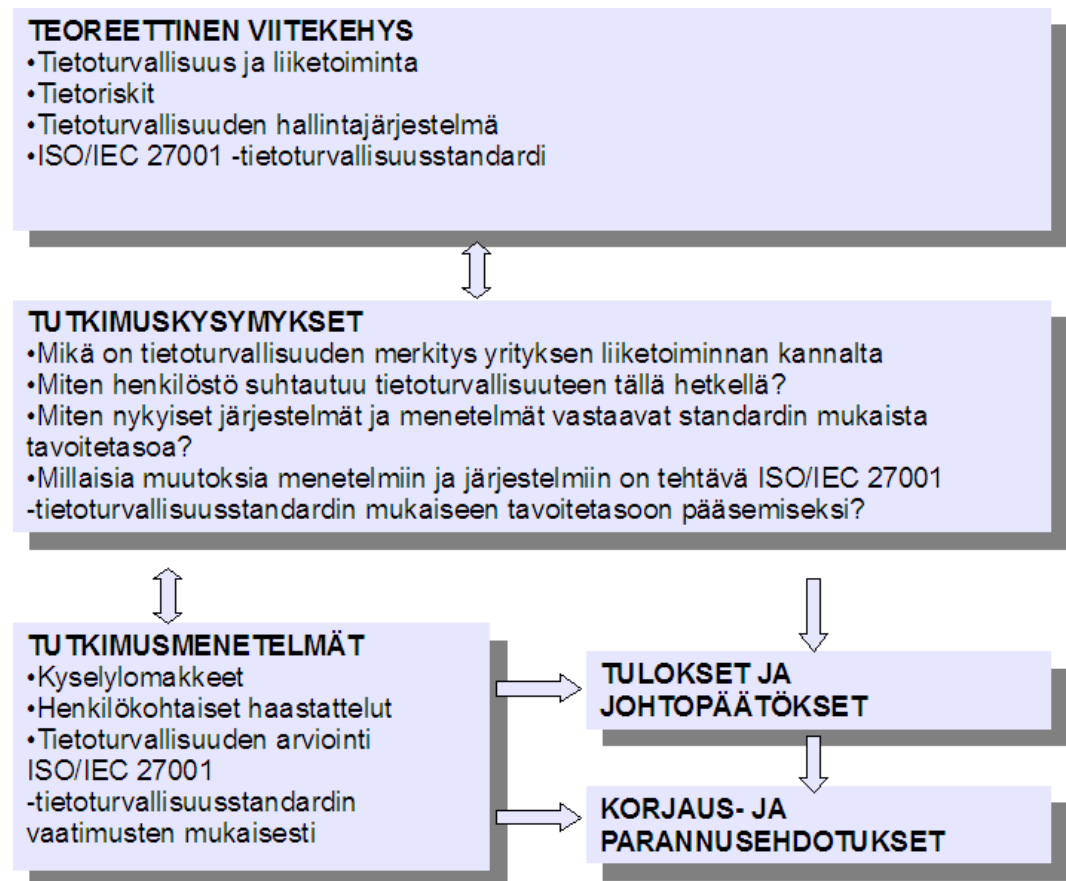 TEOREETTINEN VIITEKEHYS
•Tietoturvallisuus ja liiketoiminta
•Tietoriskit
•Tietoturvallisuuden hallintajärjestelmä
•ISO/IEC 27001 -tietoturvallisuusstandardi
TUTKIMUSKYSYMYKSET
•Mikä on tietoturvallisuuden merkitys yrityksen liiketoiminnan kannalta
•Miten henkilöstö suhtautuu tietoturvallisuuteen tällä hetkellä?
•Miten nykyiset järjestelmät ja menetelmät vastaavat standardin mukaista
tavoitetasoa?
•Millaisia muutoksia menetelmiin ja järjestelmiin on tehtävä ISO/IEC 27001
-tietoturvallisuusstandardin mukaiseen tavoitetasoon pääsemiseksi?
TUTKIMUSMENETELMÄT
•Kyselylomakkeet
•Henkilökohtaiset haastattelut
•Tietoturvallisuuden arviointi
ISO/IEC 27001
-tietoturvallisuusstandardin
vaatimusten mukaisesti
TULOKSET JA
JOHTOPÄÄTÖKSET
KORJAUS- JA
PARANNUSEHDOTUKSET